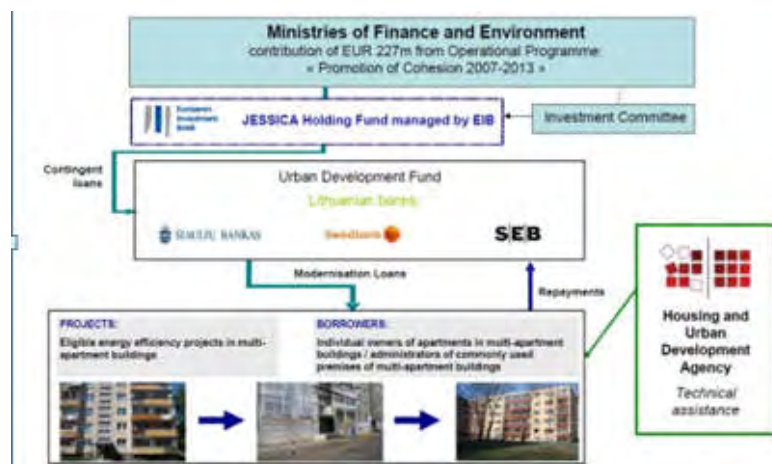 Ministries of Finance and Environment
contribution of EUR 227m from Operational Programme:
« Promotion of Cohesion 2007-2013 »
European
Investment
Bank
JESSICA Holding Fund managed by EIB
Investment Committee
Contingent
loans
Urban Development Fund
Lithuanian banks
ŠIAULIŲ BANKAS
Swedbank
SEB
Modernisation Loans
Repayments
PROJECTS:
Eligible energy efficiency projects in multi-
apartment buildings
BORROWERS:
Individual owners of apartments in multi-apartment
buildings / administrators of commonly used
premises of multi-apartment buildings
Housing and
Urban
Development
Agency
Technical
assistance